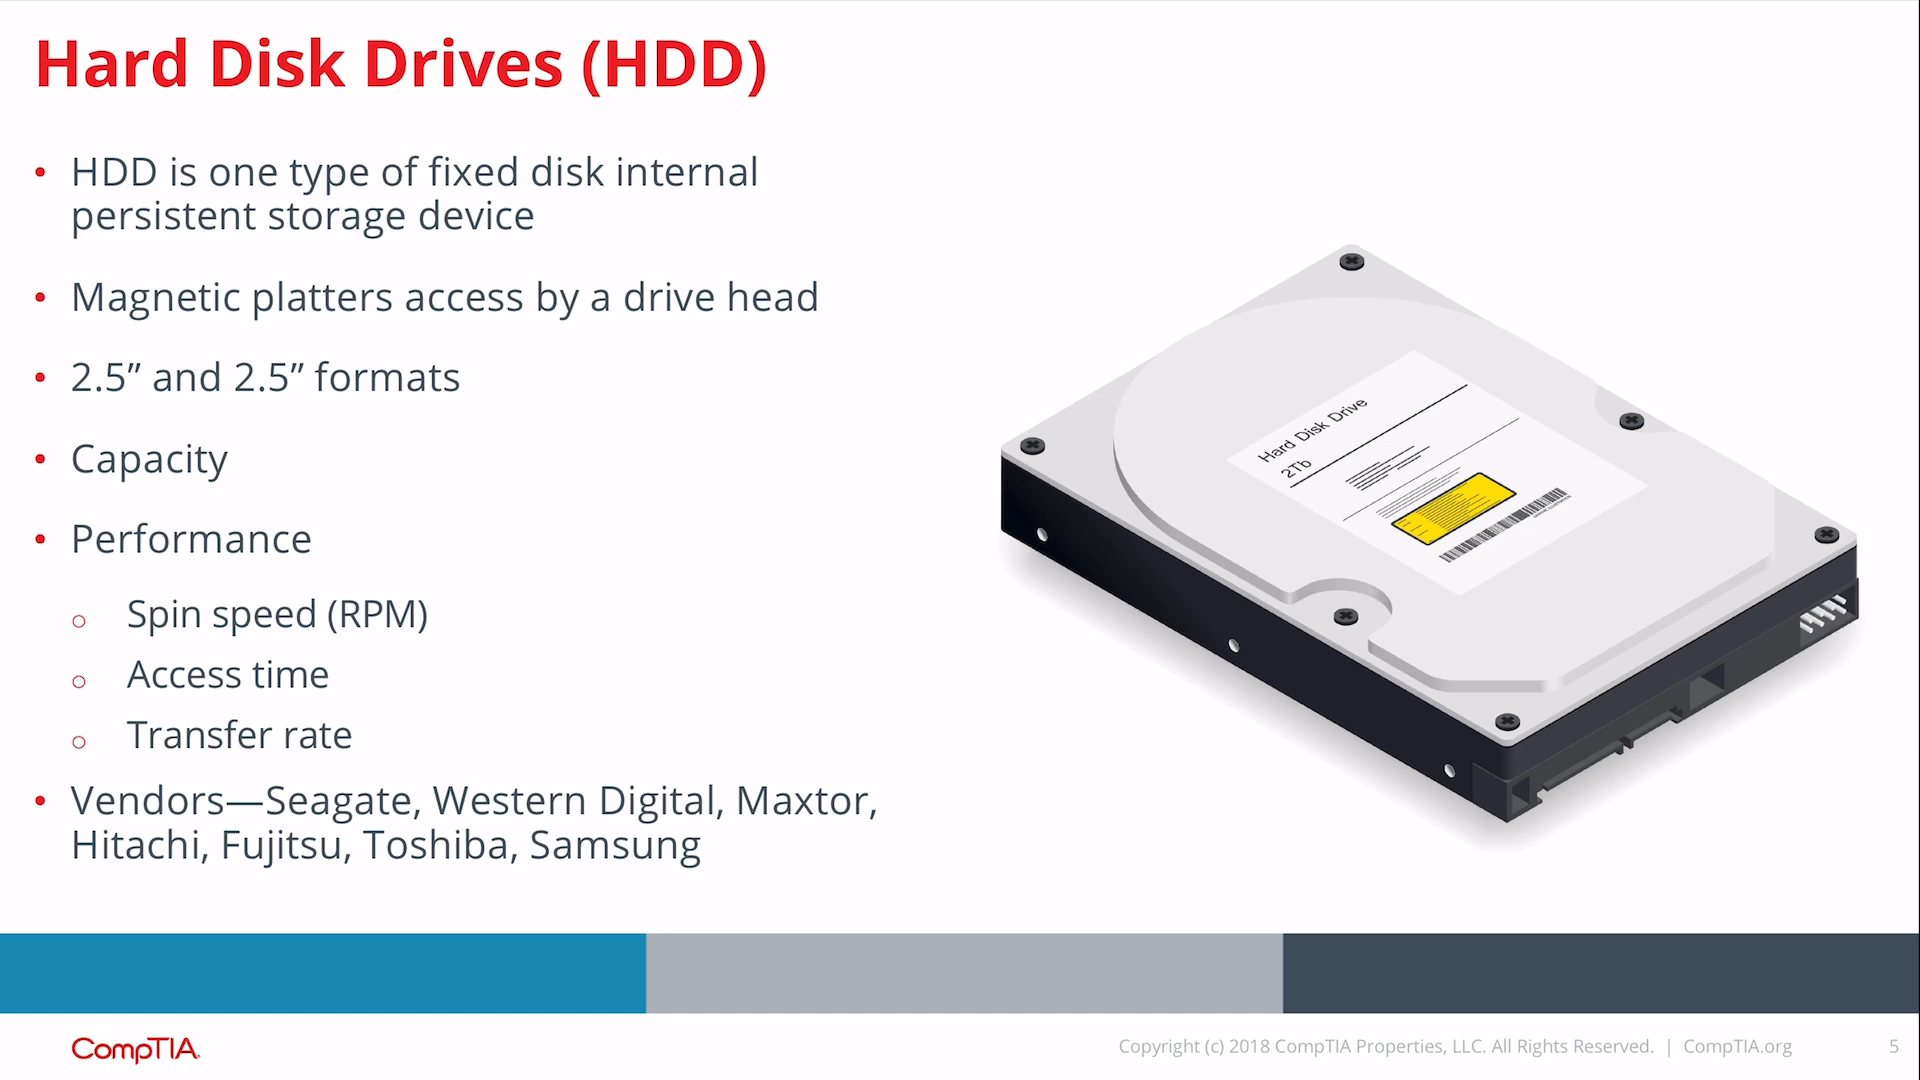 Hard Disk Drives (HDD)
• HDD is one type of fixed disk internal
persistent storage device
• Magnetic platters access by a drive head
• 2.5” and 2.5” formats
• Capacity
• Performance
○ Spin speed (RPM)
○ Access time
○ Transfer rate
• Vendors—Seagate, Western Digital, Maxtor,
Hitachi, Fujitsu, Toshiba, Samsung
Hard Disk Drive
2Tb
CompTIA.
Copyright (c) 2018 CompTIA Properties, LLC. All Rights Reserved. | CompTIA.org
5